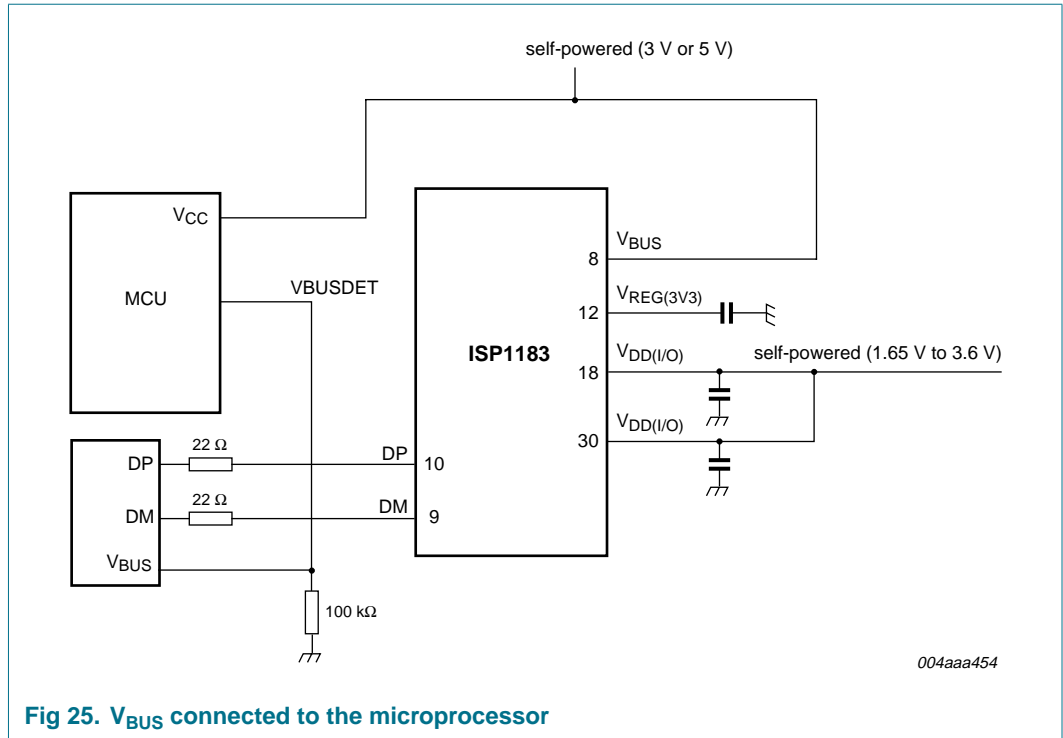 self-powered (3 V or 5 V)
VCC
MCU
VBUSDET
ISP1183
VBUS
8
VREG(3V3)
12
VDD(I/O)
self-powered (1.65 V to 3.6 V)
18
VDD(I/O)
30
DP
22 Ω
DP
10
DM
22 Ω
DM
9
VBUS
100 kΩ
004aaa454
Fig 25. VBUS connected to the microprocessor